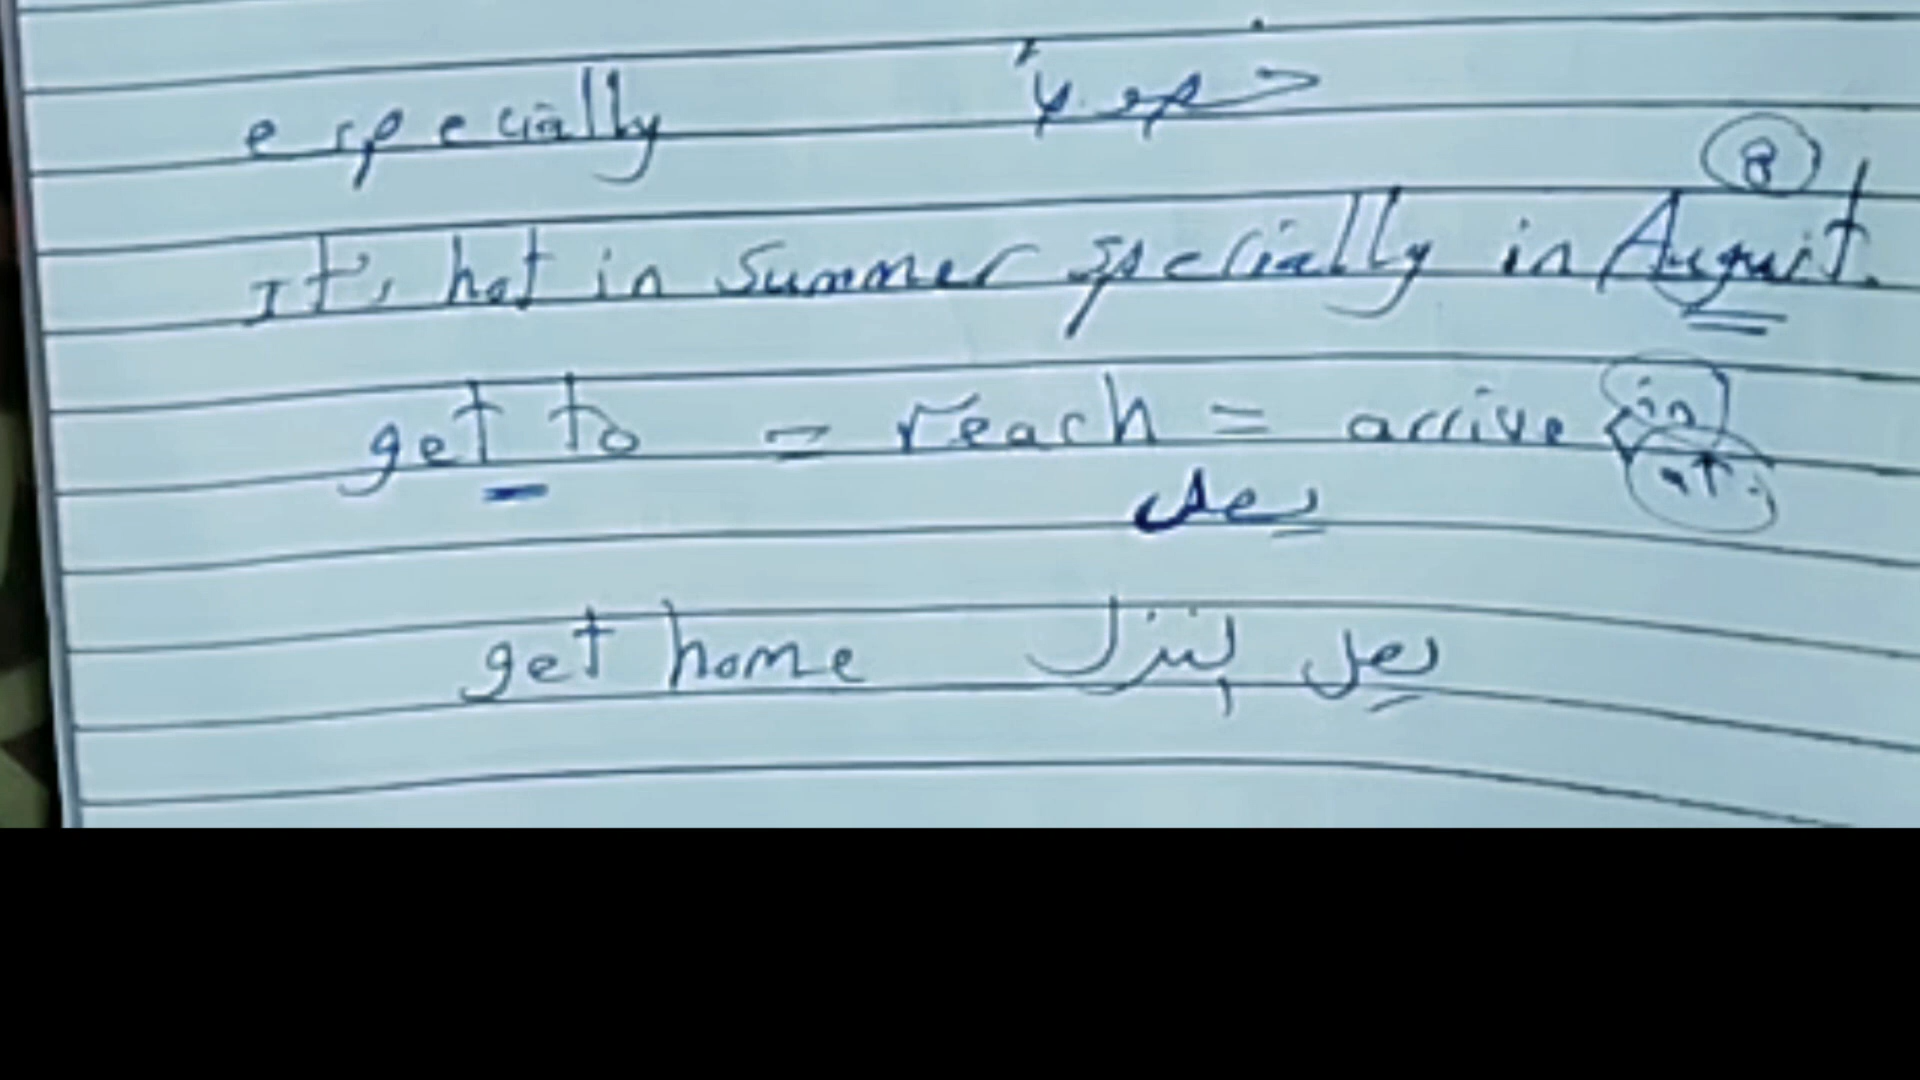 especially خصوصاً
It's hot in summer specially in August. 8
get to = reach = arrive in
at
يصل
get home يصل لمنزل